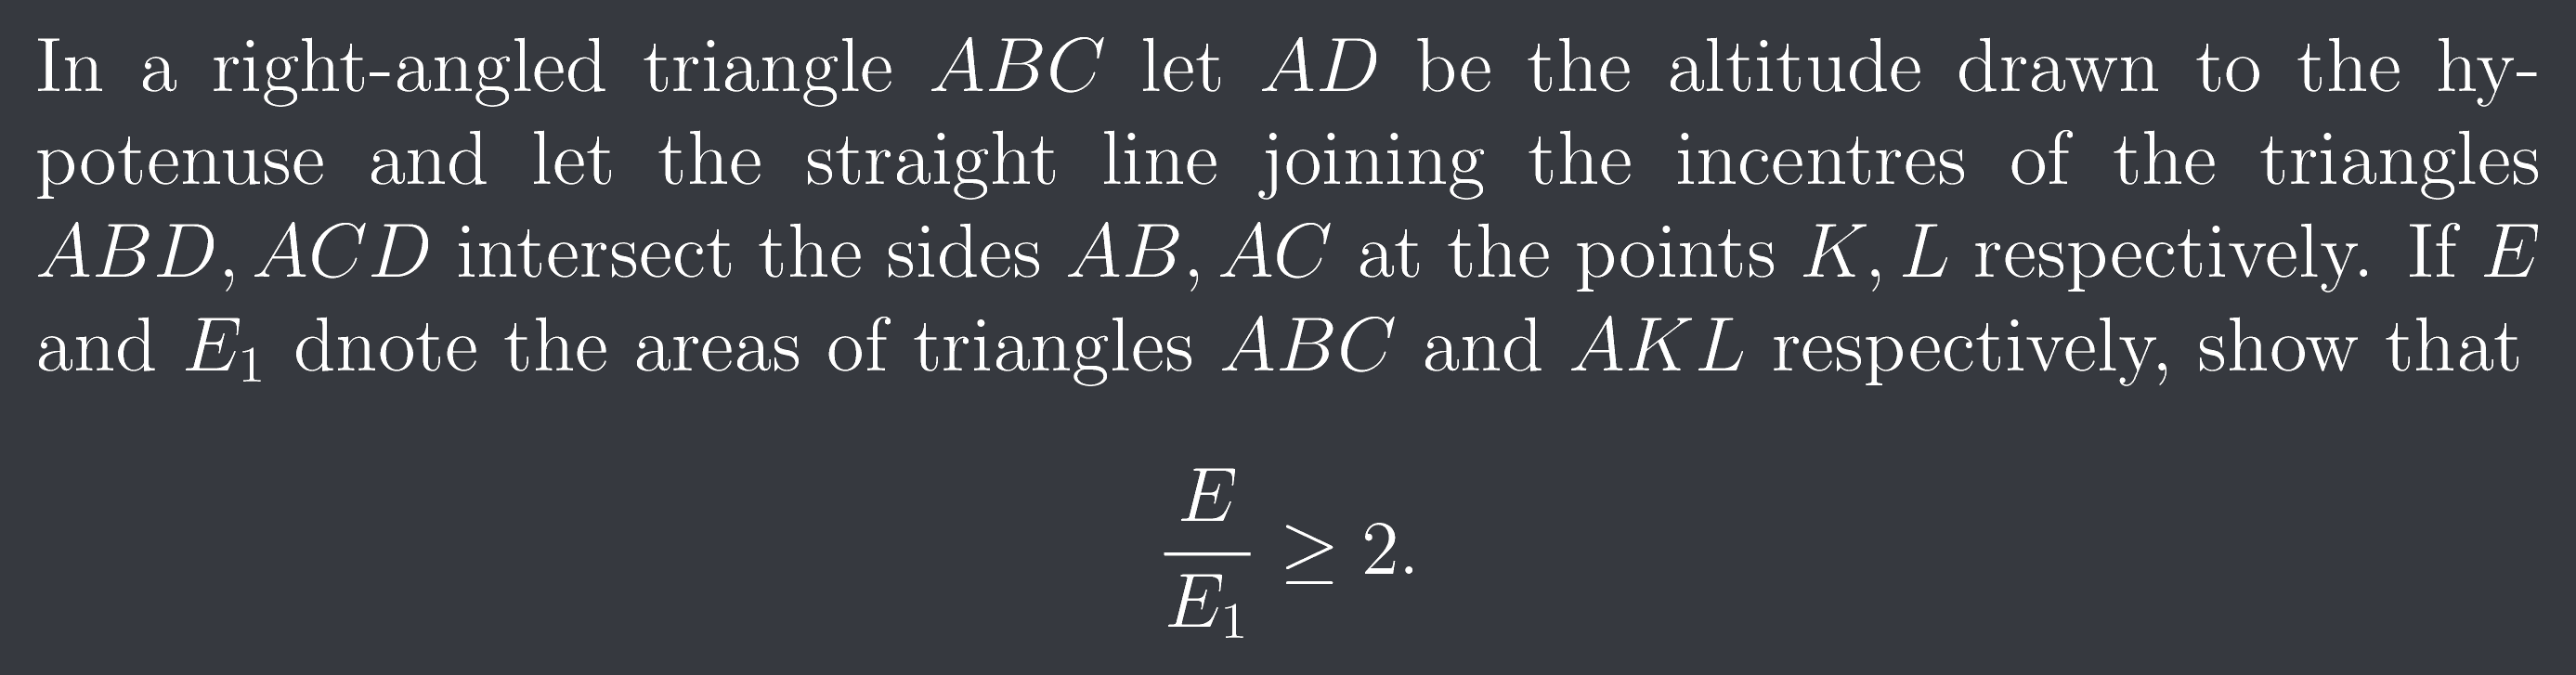 In a right-angled triangle ABC let AD be the altitude drawn to the hy-
potenuse and let the straight line joining the incentres of the triangles
ABD, ACD intersect the sides AB, AC at the points K, L respectively. If E
and E₁ dnote the areas of triangles ABC and AKL respectively, show that
E/E₁ ≥ 2.